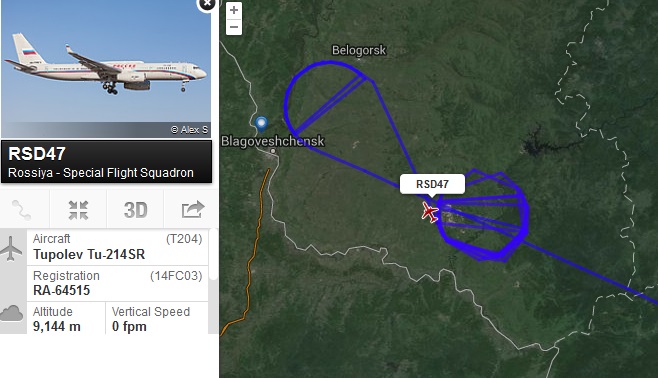 © Alex S
RSD47
Rossiya - Special Flight Squadron
3D
Aircraft (T204)
Tupolev Tu-214SR
Registration (14FC03)
RA-64515
Altitude Vertical Speed
9,144 m 0 fpm
+
−
Belogorsk
Blagoveshchensk
RSD47